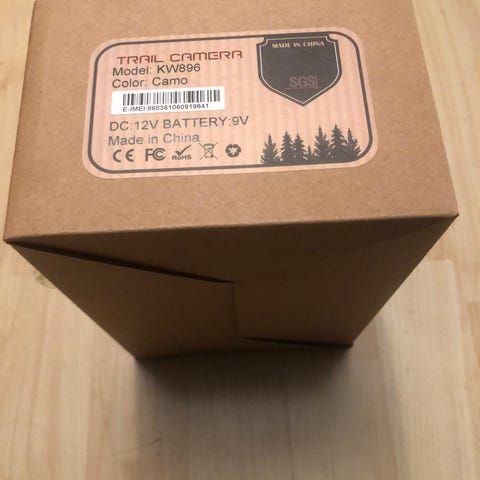 TRAIL CAMERA
Model: KW896
Color: Camo
E-IMEI:868361060919641
DC:12V BATTERY:9V
Made in China
CE FC RoHS
MADE IN CHINA
SGS